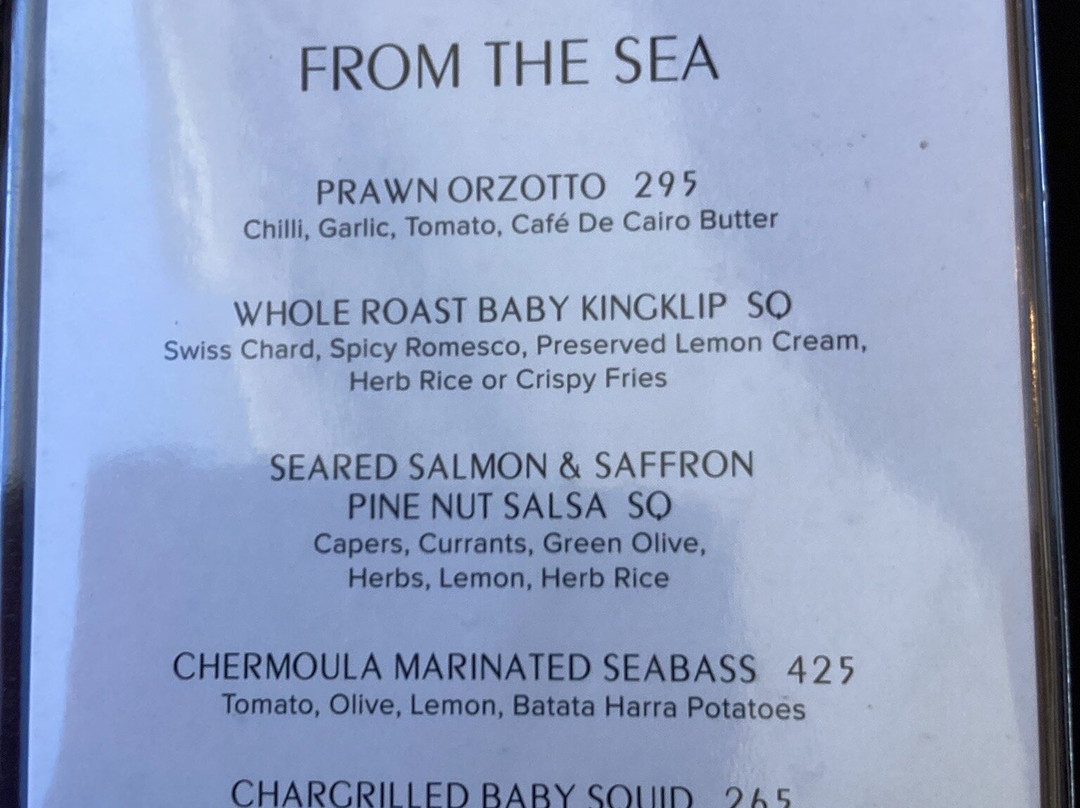 FROM THE SEA
PRAWN ORZOTTO 295
Chilli, Garlic, Tomato, Café De Cairo Butter
WHOLE ROAST BABY KINGKLIP SQ
Swiss Chard, Spicy Romesco, Preserved Lemon Cream,
Herb Rice or Crispy Fries
SEARED SALMON & SAFFRON
PINE NUT SALSA SQ
Capers, Currants, Green Olive,
Herbs, Lemon, Herb Rice
CHERMOULA MARINATED SEABASS 425
Tomato, Olive, Lemon, Batata Harra Potatoes
CHARGRILLED BABY SQUID 265